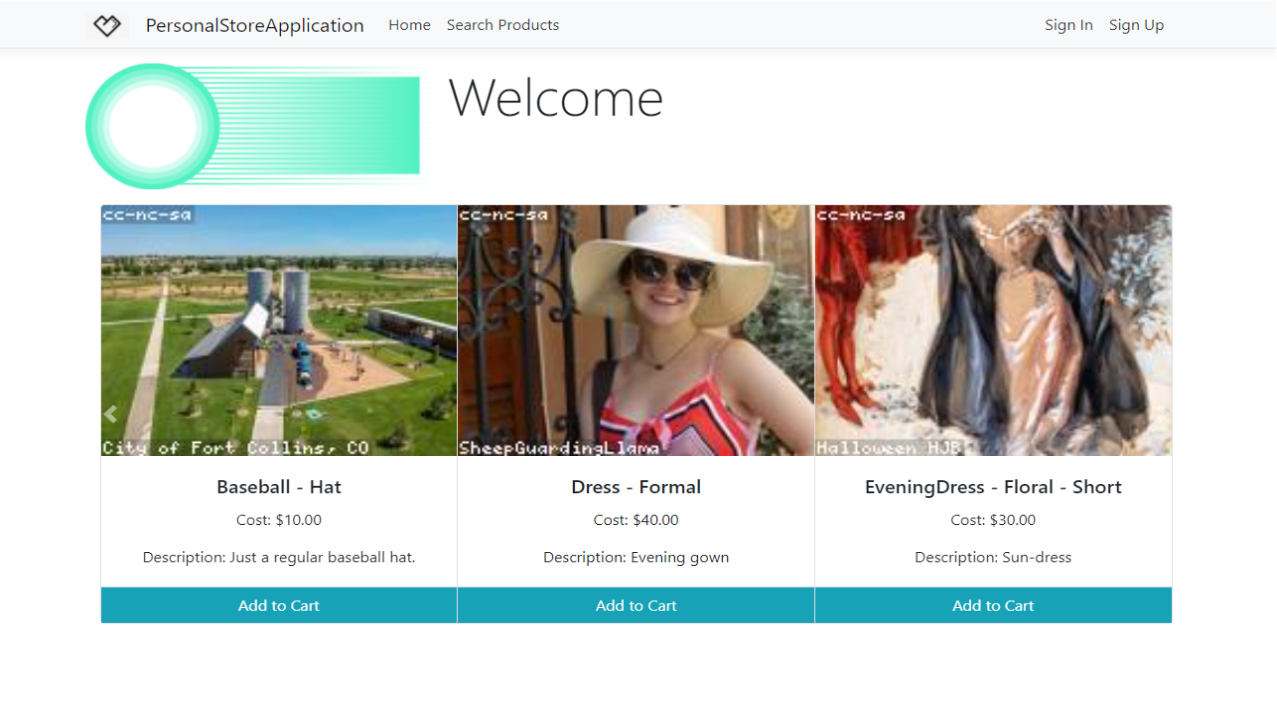 PersonalStoreApplication Home Search Products Sign In Sign Up
Welcome
cc-nc-sa
City of Fort Collins, CO
cc-nc-sa
SheepGuardingLlama
cc-nc-sa
Halloween HJB
Baseball - Hat
Cost: $10.00
Description: Just a regular baseball hat.
Add to Cart
Dress - Formal
Cost: $40.00
Description: Evening gown
Add to Cart
EveningDress - Floral - Short
Cost: $30.00
Description: Sun-dress
Add to Cart